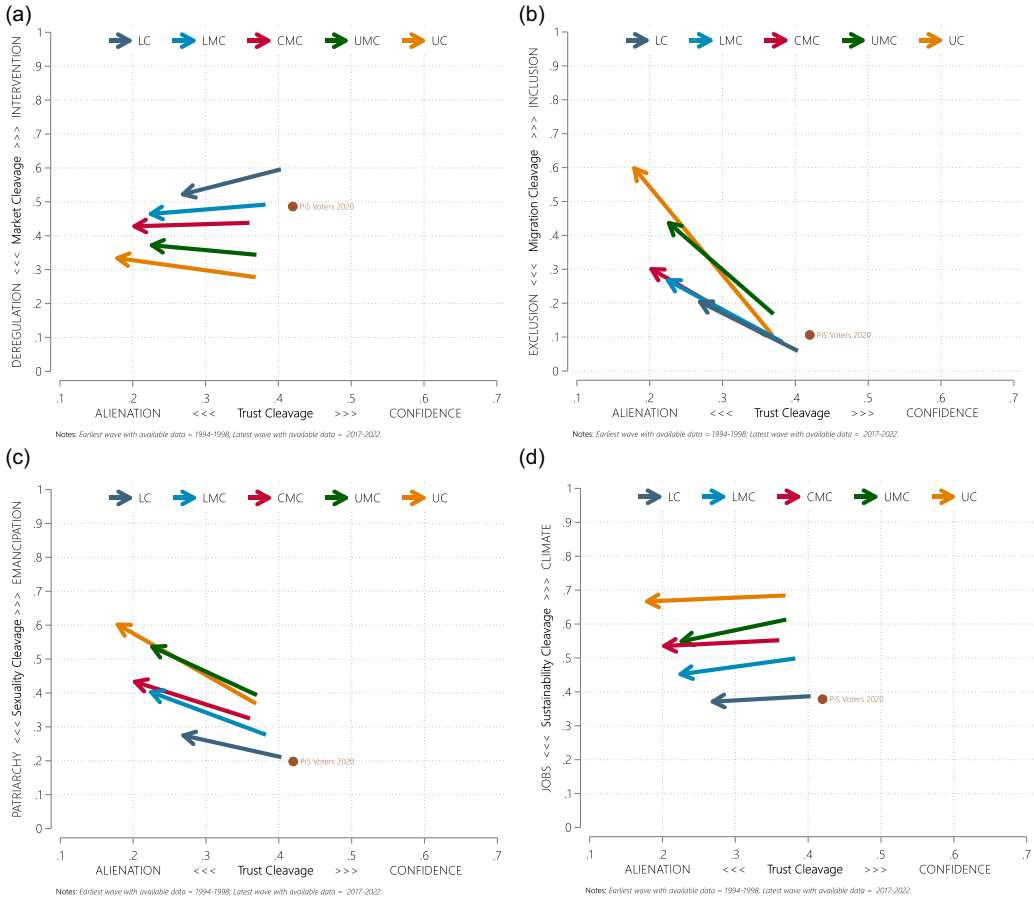 (a)
LC LMC CMC UMC UC
DEREGULATION <<< Market Cleavage >>> INTERVENTION
1
.9
.8
.7
.6
.5
.4
.3
.2
.1
0
PiS Voters 2020
.1 .2 .3 .4 .5 .6 .7
ALIENATION <<< Trust Cleavage >>> CONFIDENCE
Notes: Earliest wave with available data = 1994-1998; Latest wave with available data = 2017-2022.
(b)
LC LMC CMC UMC UC
EXCLUSION <<< Migration Cleavage >>> INCLUSION
1
.9
.8
.7
.6
.5
.4
.3
.2
.1
0
PiS Voters 2020
.1 .2 .3 .4 .5 .6 .7
ALIENATION <<< Trust Cleavage >>> CONFIDENCE
Notes: Earliest wave with available data = 1994-1998; Latest wave with available data = 2017-2022.
(c)
LC LMC CMC UMC UC
PATRIARCHY <<< Sexuality Cleavage >>> EMANCIPATION
1
.9
.8
.7
.6
.5
.4
.3
.2
.1
0
PiS Voters 2020
.1 .2 .3 .4 .5 .6 .7
ALIENATION <<< Trust Cleavage >>> CONFIDENCE
Notes: Earliest wave with available data = 1994-1998; Latest wave with available data = 2017-2022.
(d)
LC LMC CMC UMC UC
JOBS <<< Sustainability Cleavage >>> CLIMATE
1
.9
.8
.7
.6
.5
.4
.3
.2
.1
0
PiS Voters 2020
.1 .2 .3 .4 .5 .6 .7
ALIENATION <<< Trust Cleavage >>> CONFIDENCE
Notes: Earliest wave with available data = 1994-1998; Latest wave with available data = 2017-2022.